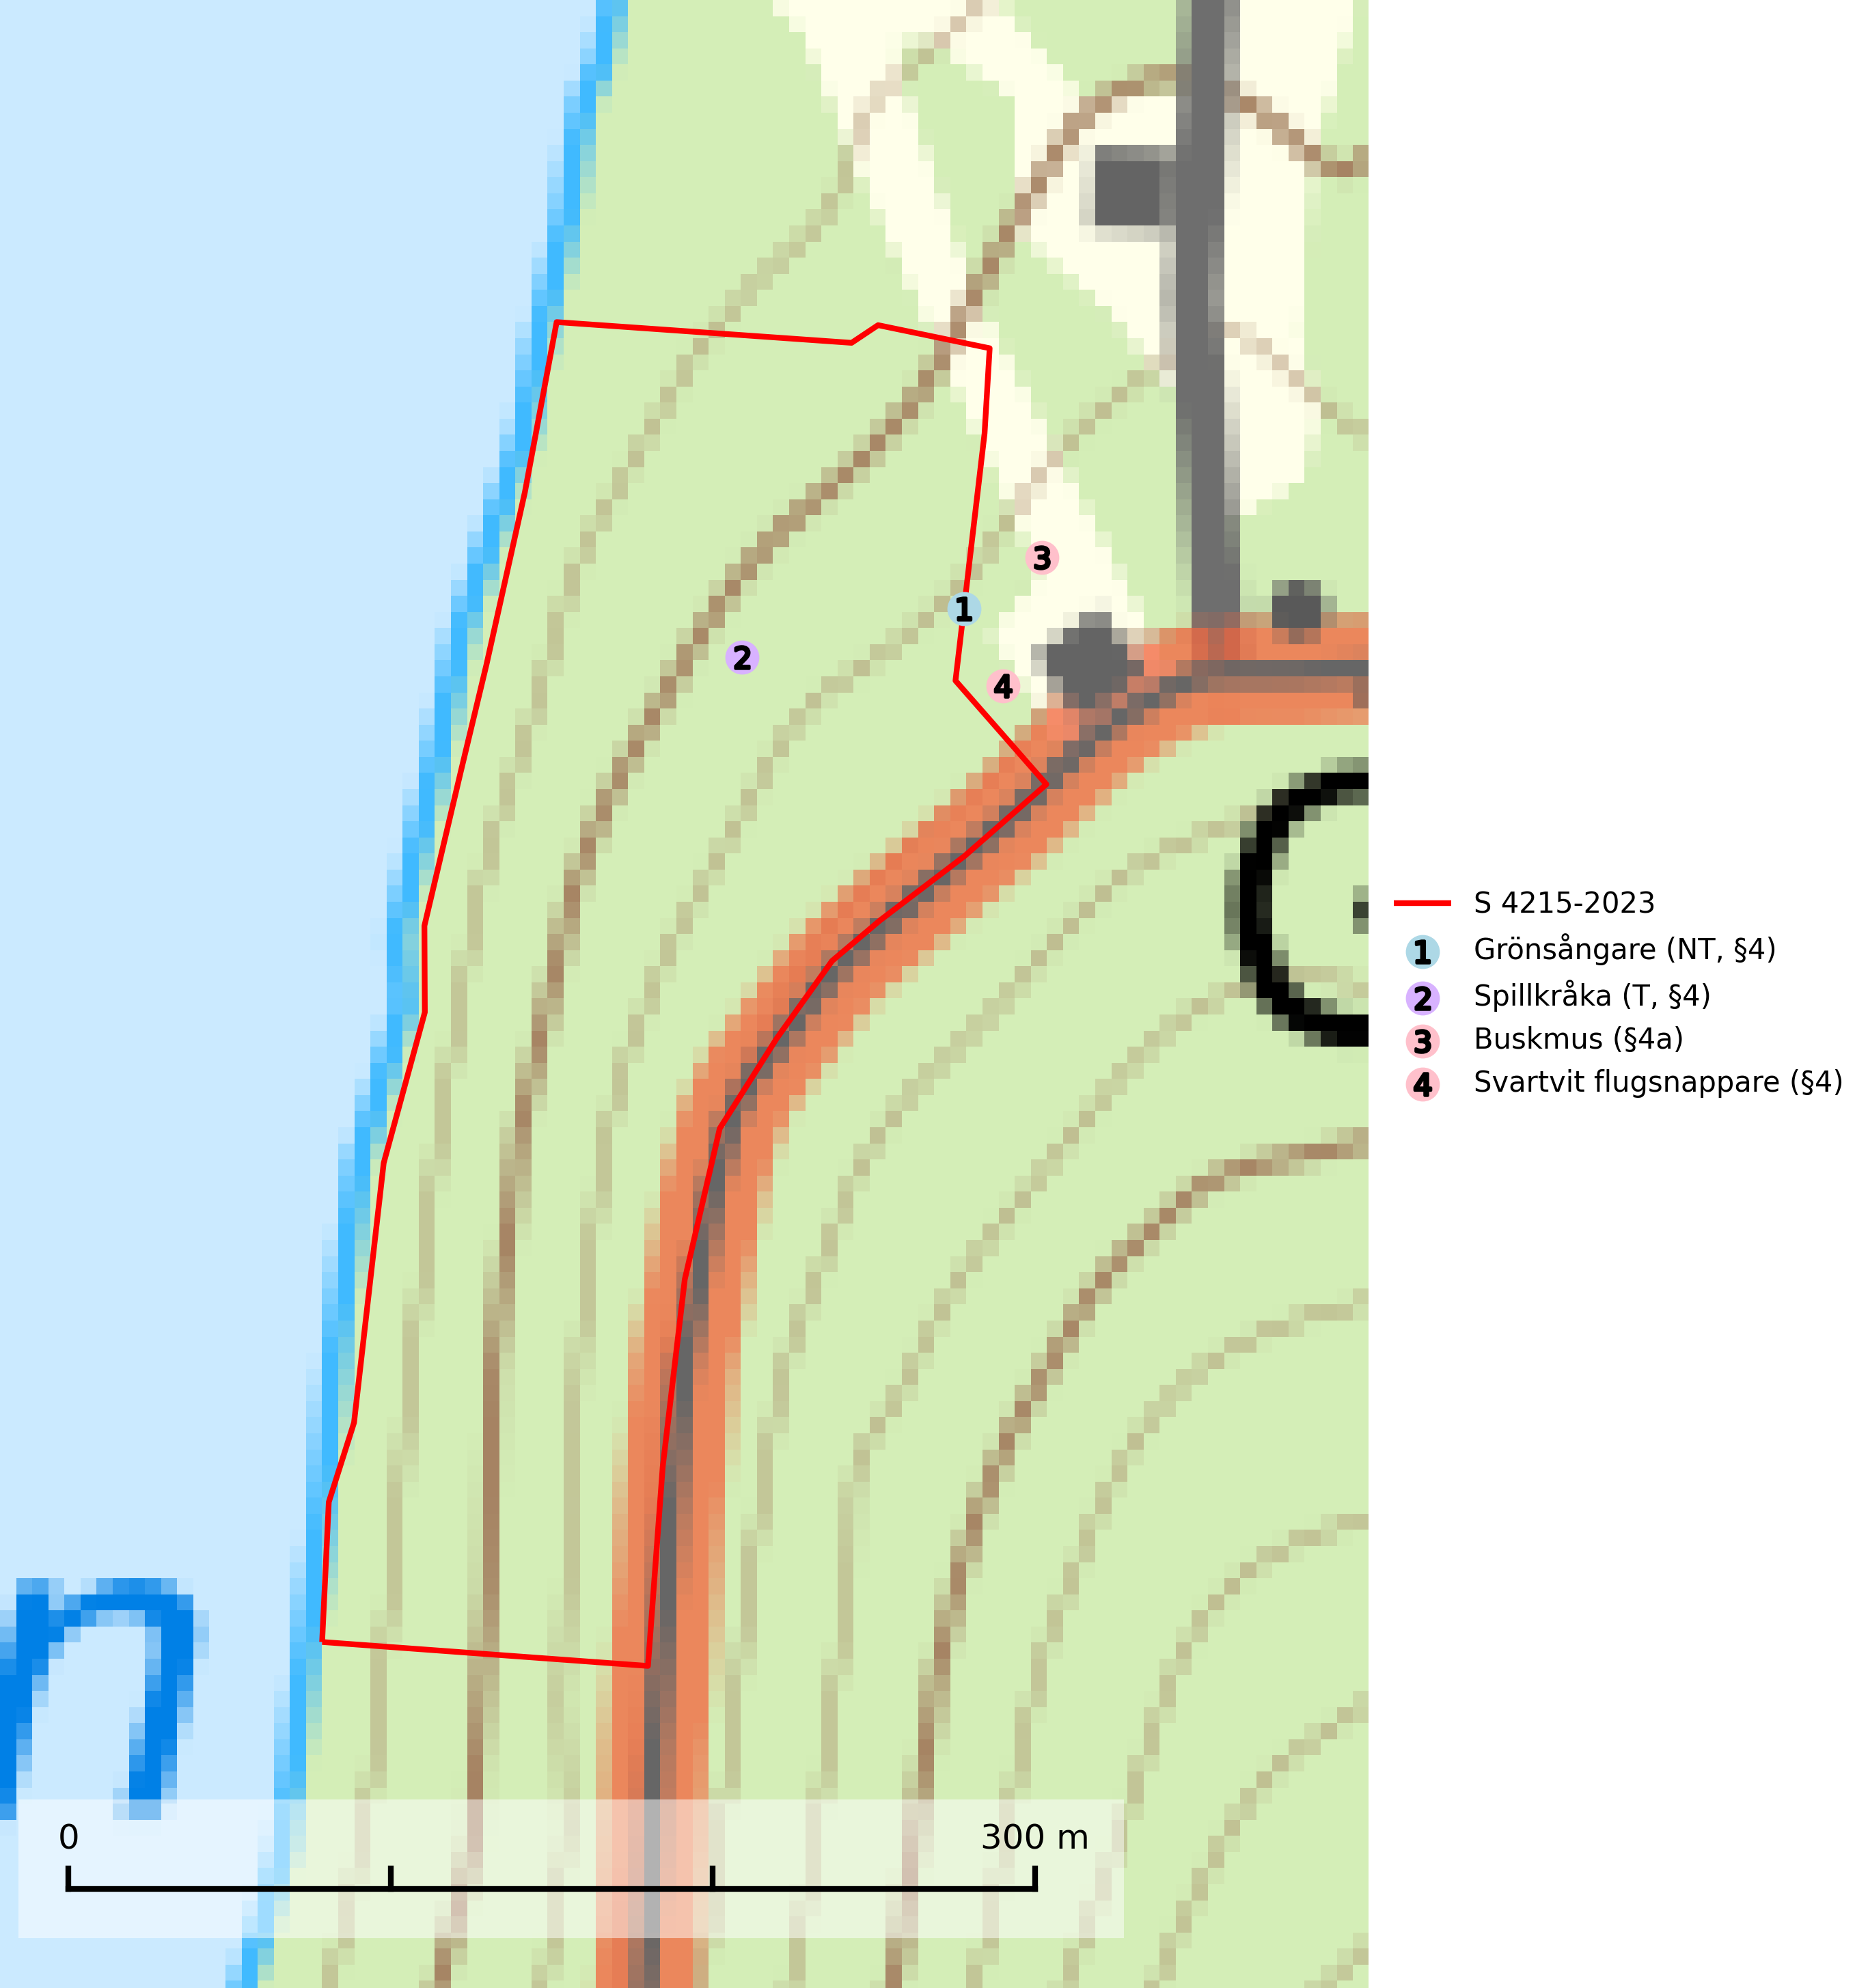 3
1
2
4
S 4215-2023
1 Grönsångare (NT, §4)
2 Spillkråka (T, §4)
3 Buskmus (§4a)
4 Svartvit flugsnappare (§4)
n
0 300 m